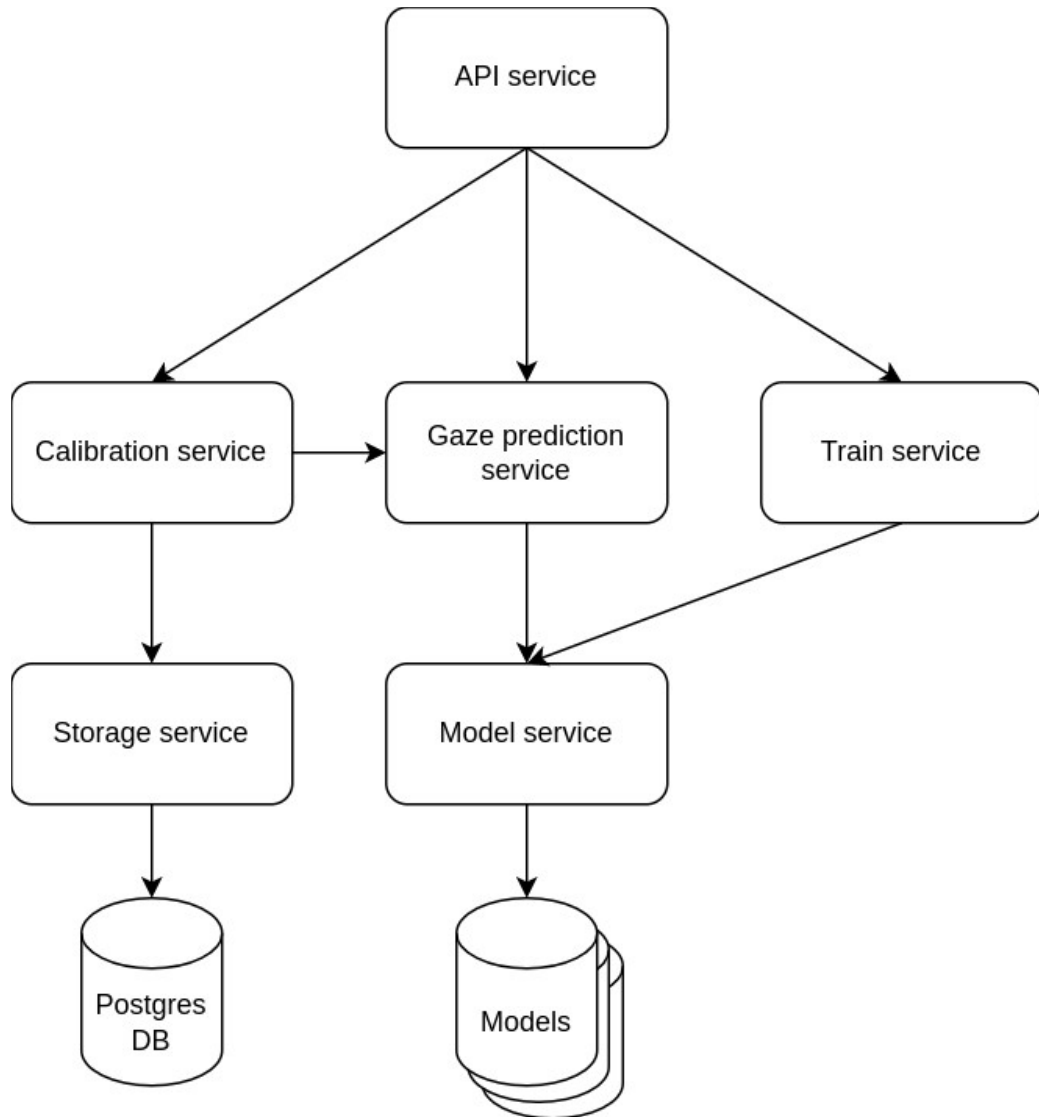 API service
Calibration service
Gaze prediction
service
Train service
Storage service
Model service
Postgres
DB
Models